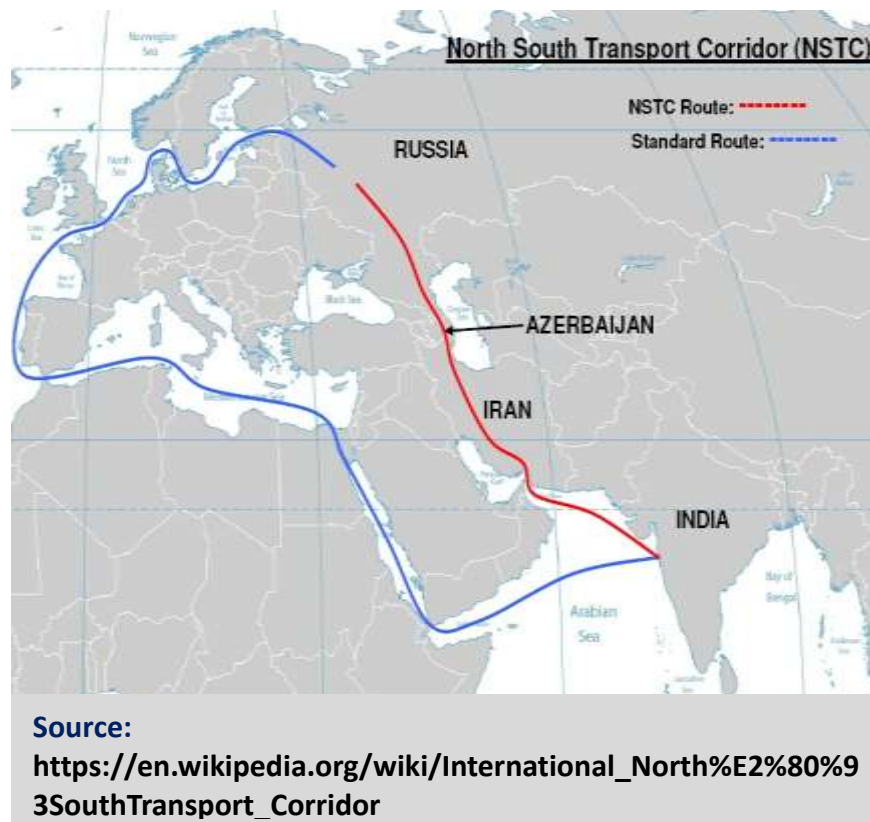 Norwegian
Sea
North South Transport Corridor (NSTC)
NSTC Route:
Standard Route:
RUSSIA
North
Sea
Black Sea
AZERBAIJAN
IRAN
INDIA
Bay of
Bengal
Arabian
Sea
Source:
https://en.wikipedia.org/wiki/International_North%E2%80%9
3SouthTransport_Corridor